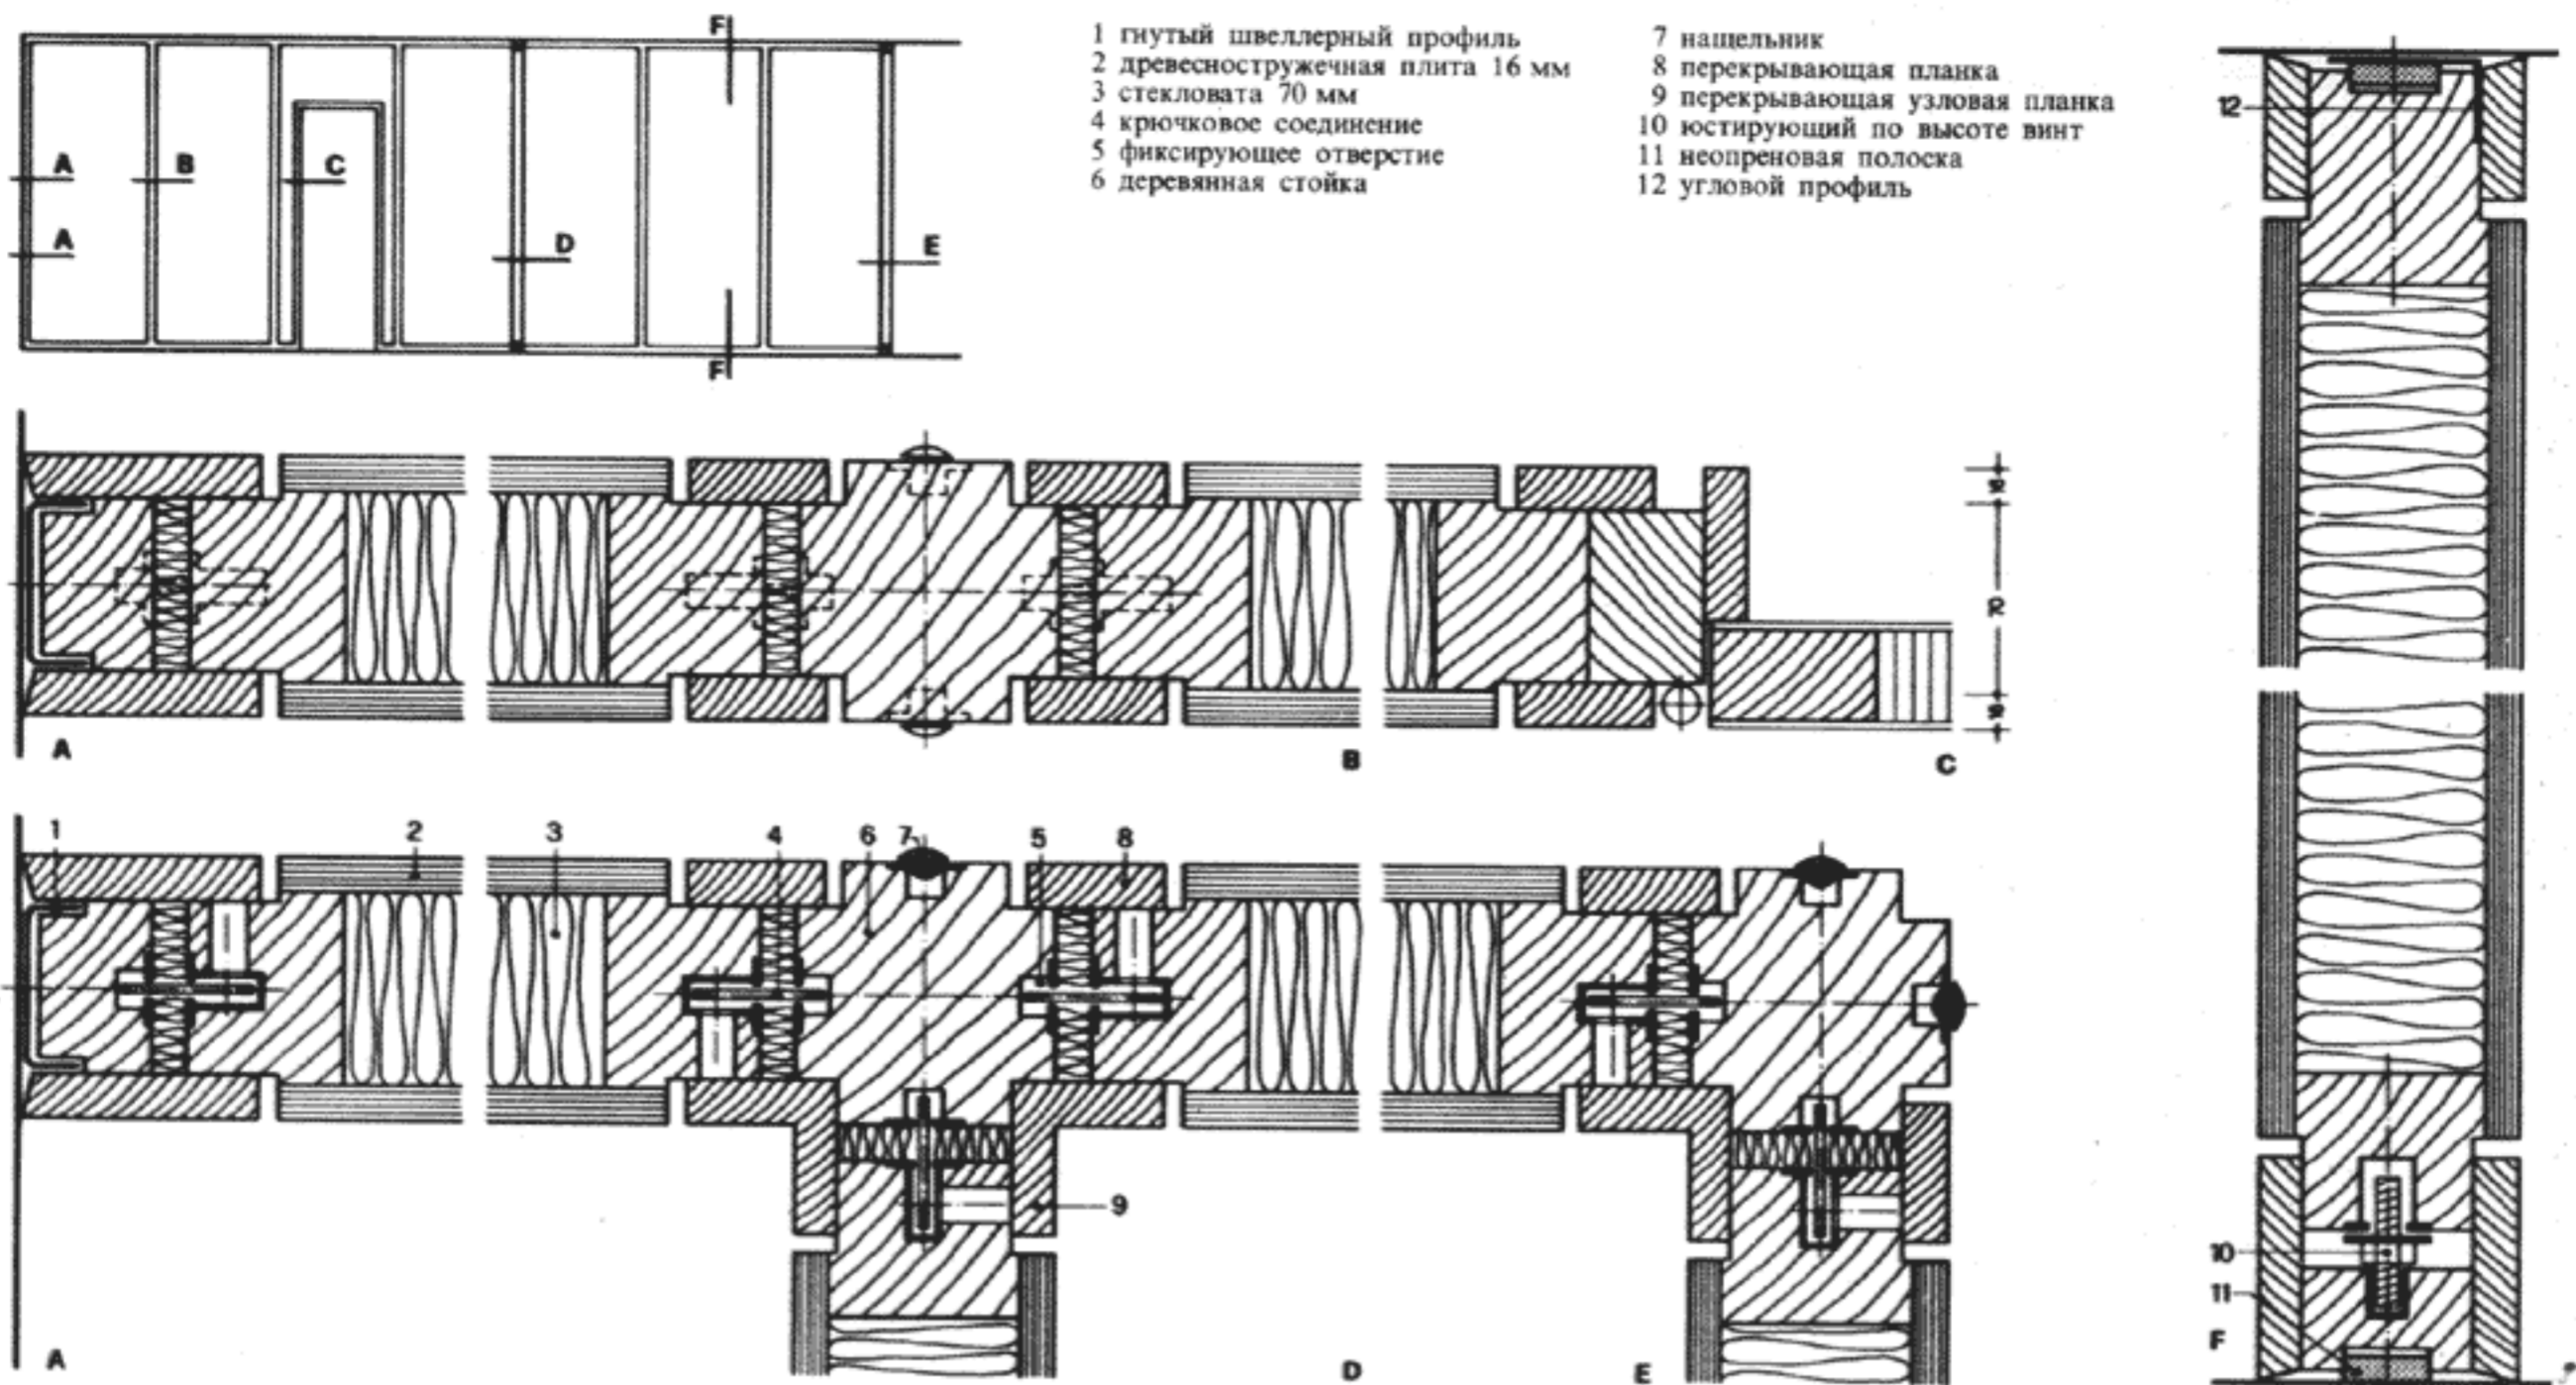 F
A
B
C
A
D
E
F
1 гнутый швеллерный профиль
2 древесностружечная плита 16 мм
3 стекловата 70 мм
4 крючковое соединение
5 фиксирующее отверстие
6 деревянная стойка
7 нащельник
8 перекрывающая планка
9 перекрывающая узловая планка
10 юстирующий по высоте винт
11 неопреновая полоска
12 угловой профиль
12
A
B
C
1
2
3
4
6
7
5
8
9
A
D
E
10
11
F